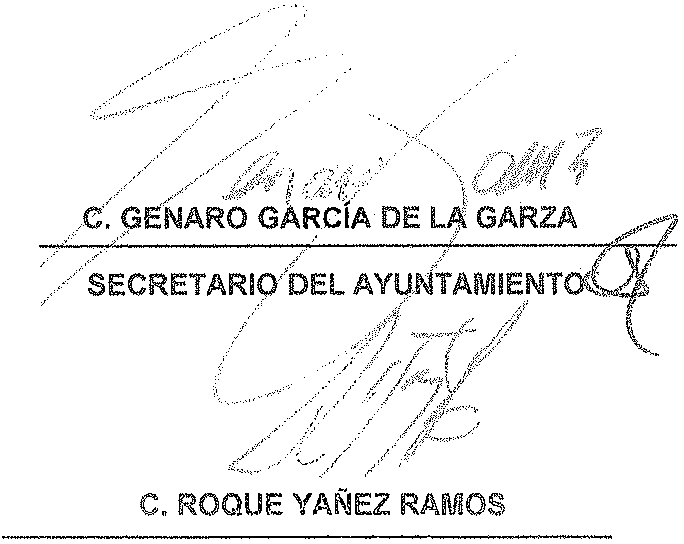 C. GENARO GARCÍA DE LA GARZA
SECRETARIO DEL AYUNTAMIENTO
C. ROQUE YAÑEZ RAMOS